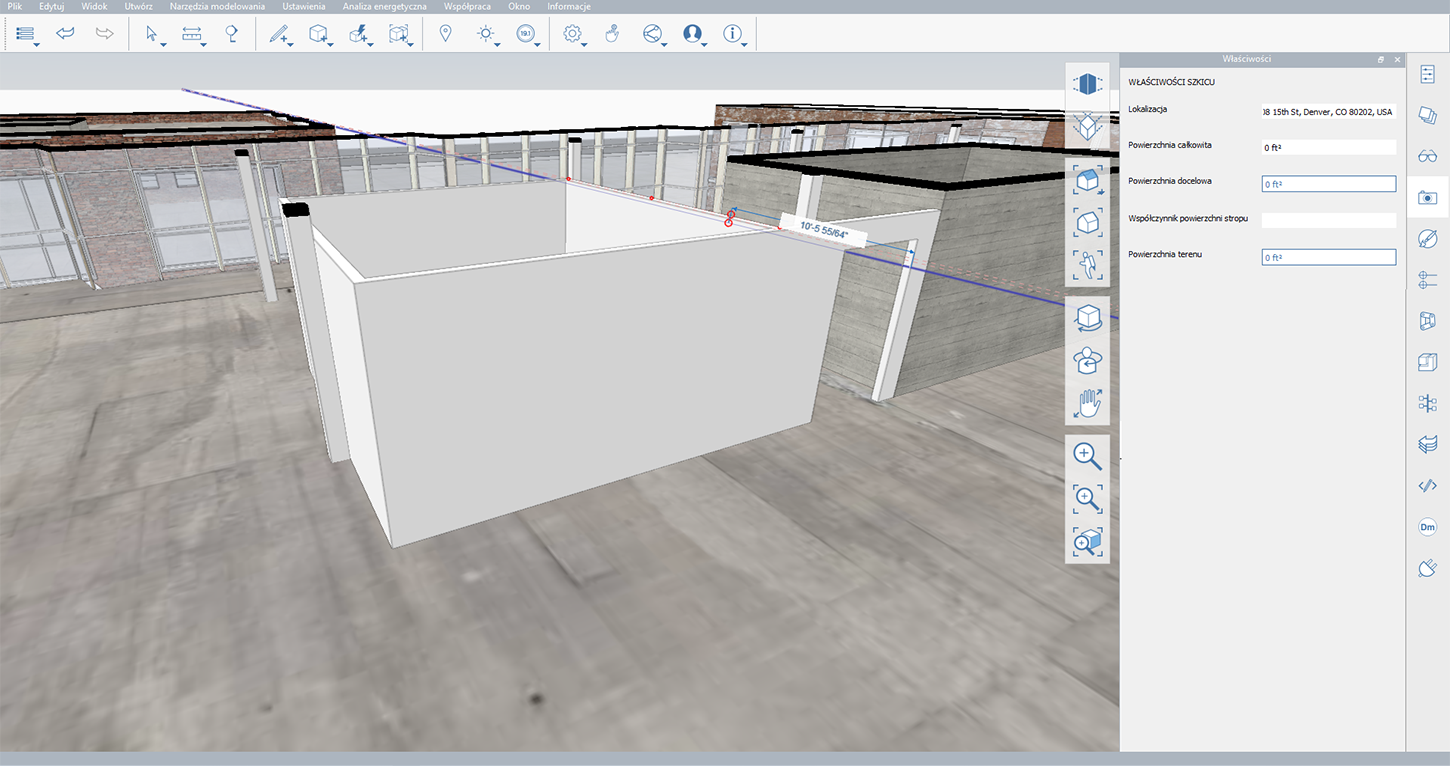 Plik Edytuj Widok Utwórz Narzędzia modelowania Ustawienia Analiza energetyczna Współpraca Okno Informacje
19.1
Właściwości
WŁAŚCIWOŚCI SZKICU
Lokalizacja 15th St, Denver, CO 80202, USA
Powierzchnia całkowita 0 ft²
Powierzchnia docelowa 0 ft²
Współczynnik powierzchni stropu
Powierzchnia terenu 0 ft²
10'-5 55/64"
Dm